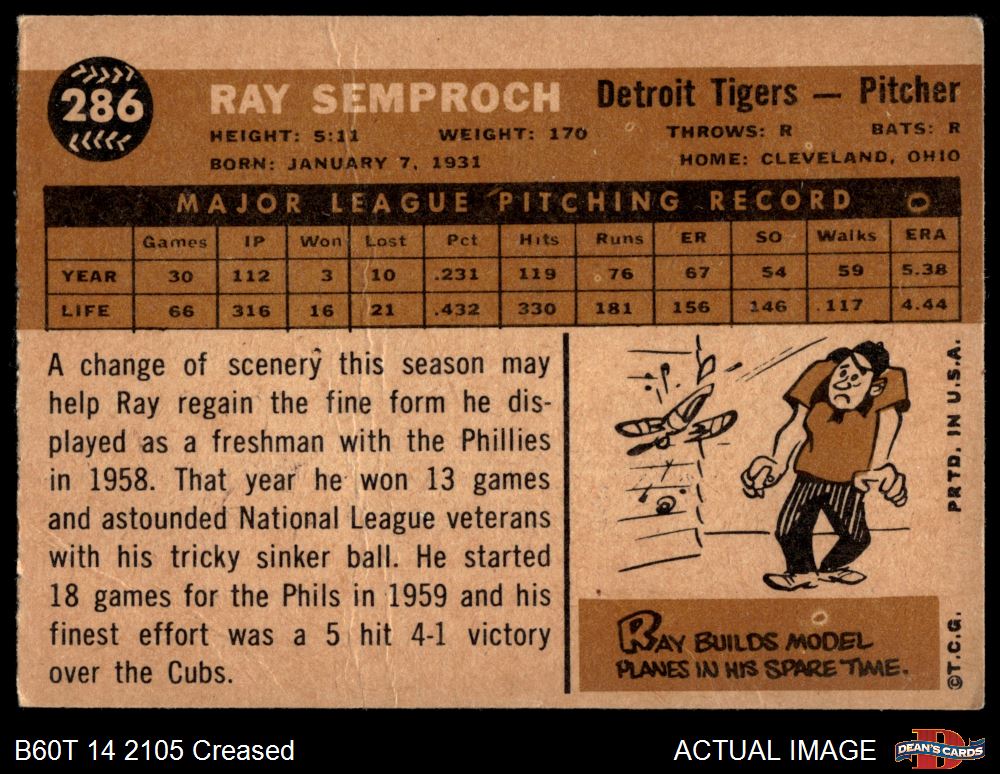 286
RAY SEMPROCH Detroit Tigers — Pitcher
HEIGHT: 5:11 WEIGHT: 170 THROWS: R BATS: R
BORN: JANUARY 7, 1931 HOME: CLEVELAND, OHIO
MAJOR LEAGUE PITCHING RECORD
Games IP Won Lost Pct Hits Runs ER SO Walks ERA
YEAR 30 112 3 10 .231 119 76 67 54 59 5.38
LIFE 66 316 16 21 .432 330 181 156 146 117 4.44
A change of scenery this season may
help Ray regain the fine form he dis-
played as a freshman with the Phillies
in 1958. That year he won 13 games
and astounded National League veterans
with his tricky sinker ball. He started
18 games for the Phils in 1959 and his
finest effort was a 5 hit 4-1 victory
over the Cubs.
RAY BUILDS MODEL
PLANES IN HIS SPARE TIME.
PRTD. IN U.S.A.
©T.C.G.
B60T 14 2105 Creased
ACTUAL IMAGE
DEAN'S CARDS